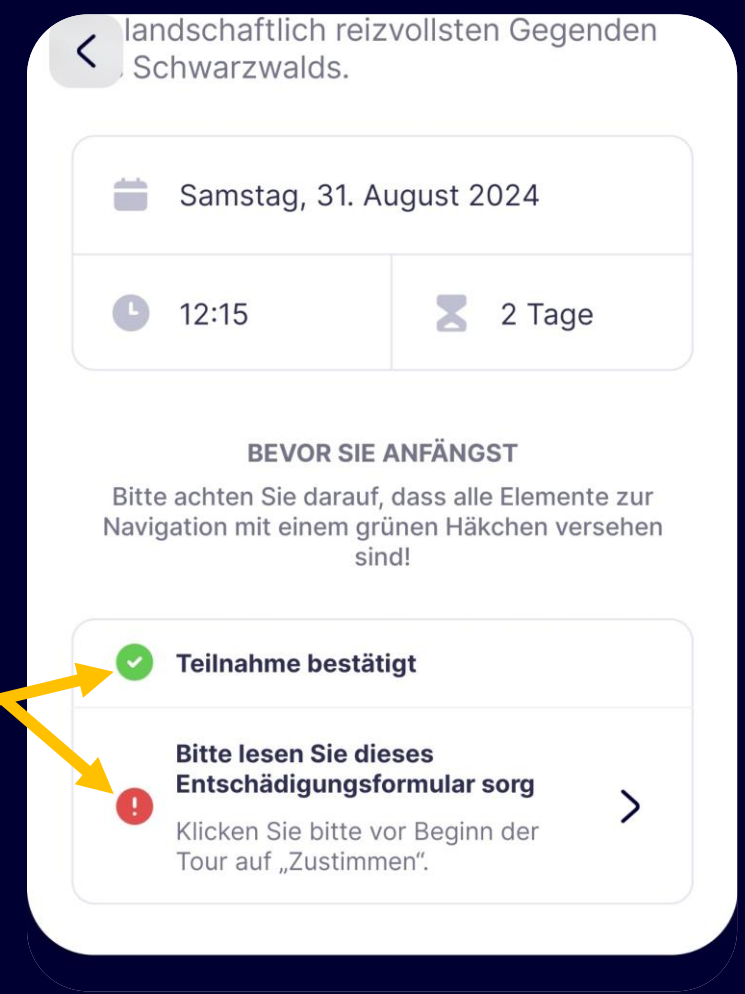 landschaftlich reizvollsten Gegenden
Schwarzwalds.
Samstag, 31. August 2024
12:15
2 Tage
BEVOR SIE ANFÄNGST
Bitte achten Sie darauf, dass alle Elemente zur
Navigation mit einem grünen Häkchen versehen
sind!
Teilnahme bestätigt
Bitte lesen Sie dieses
Entschädigungsformular sorg
Klicken Sie bitte vor Beginn der
Tour auf „Zustimmen“.